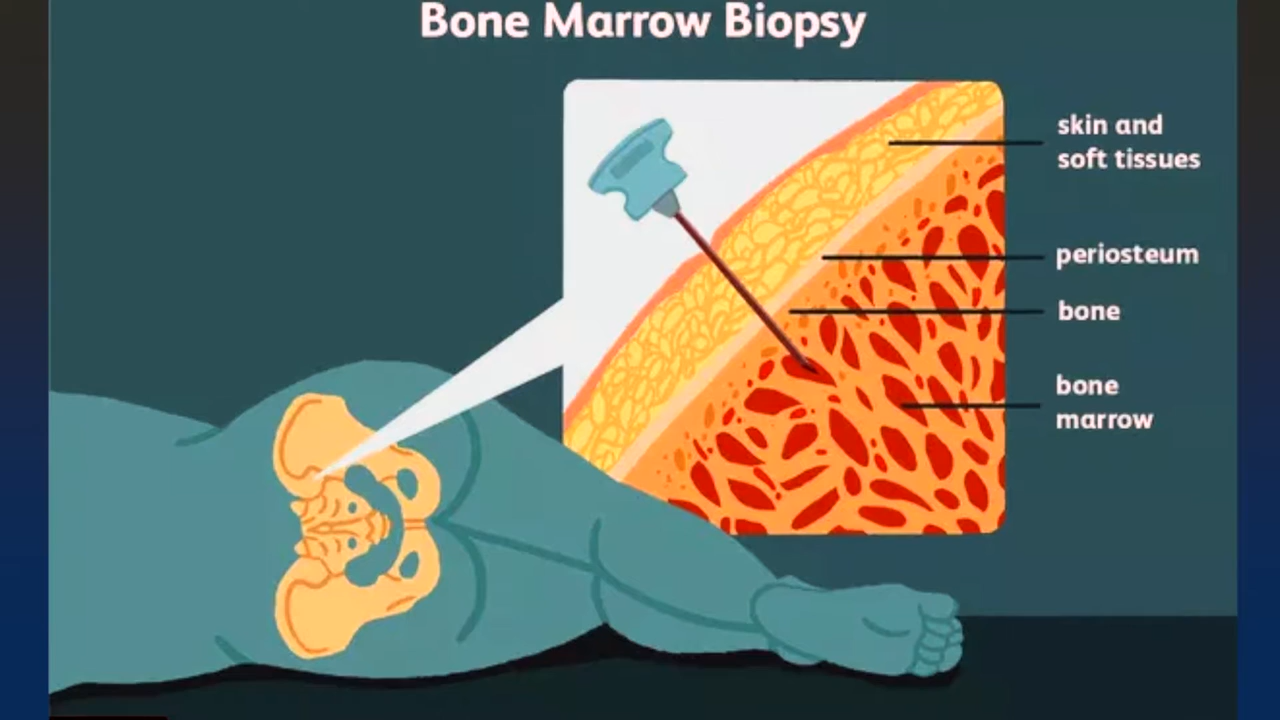 Bone Marrow Biopsy
skin and
soft tissues
periosteum
bone
bone
marrow